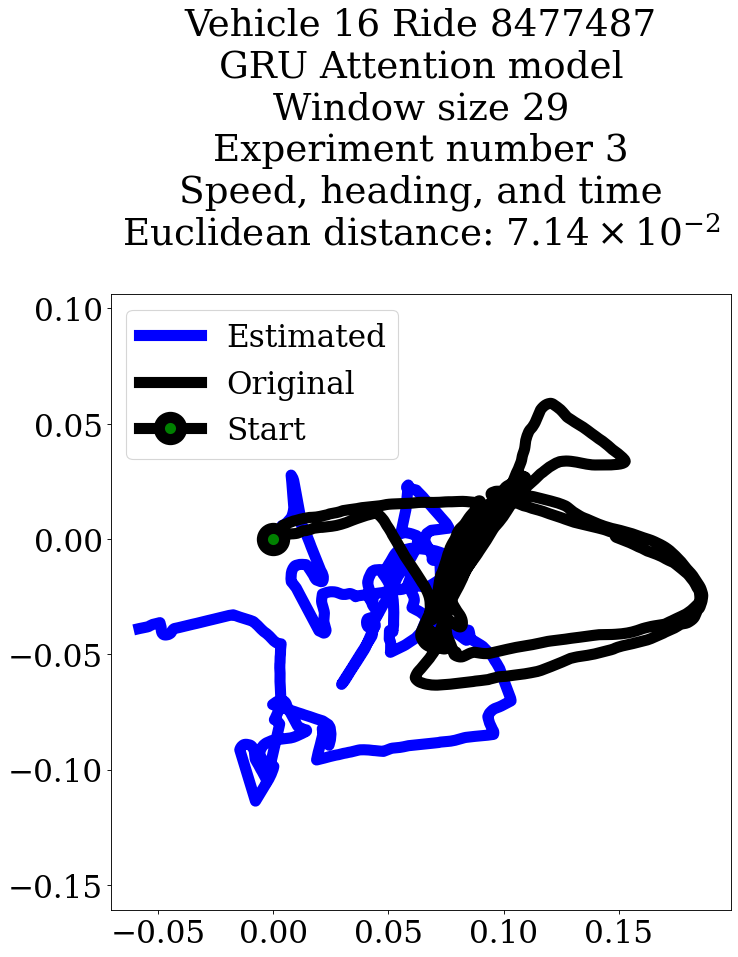 Vehicle 16 Ride 8477487
GRU Attention model
Window size 29
Experiment number 3
Speed, heading, and time
Euclidean distance: 7.14 × 10⁻²
Estimated
Original
Start
0.10
0.05
0.00
−0.05
−0.10
−0.15
−0.05 0.00 0.05 0.10 0.15